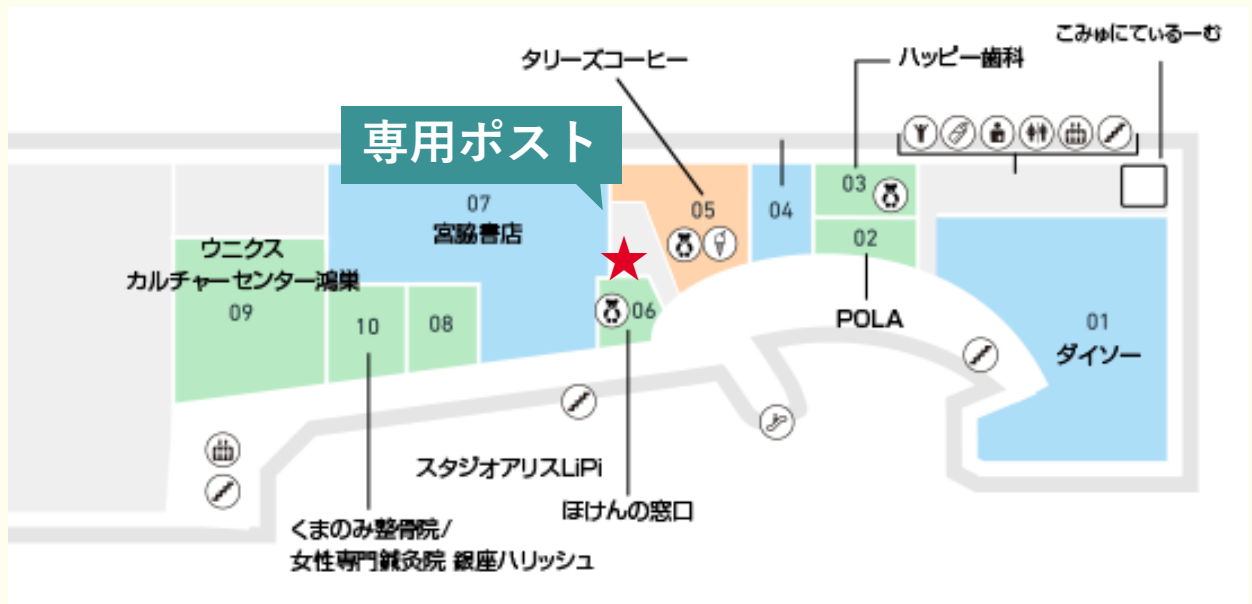 こみゅにてぃるーむ
タリーズコーヒー
ハッピー歯科
専用ポスト
03
07
宮脇書店
05
04
02
ウニクス
カルチャーセンター鴻巣
09
10
08
06
POLA
01
ダイソー
スタジオアリスLiPi
ほけんの窓口
くまのみ整骨院/
女性専門鍼灸院 銀座ハリッシュ